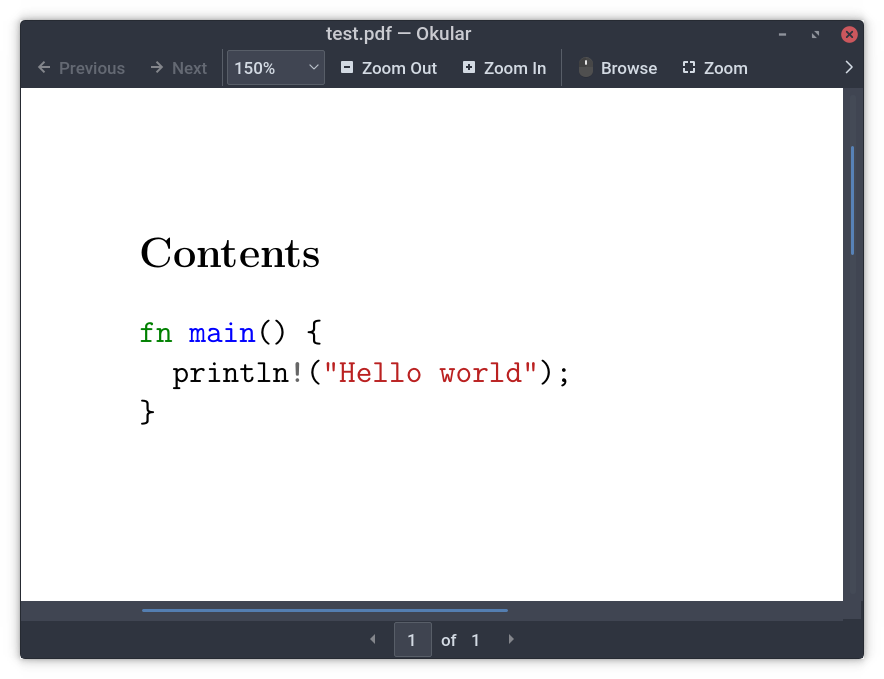 test.pdf — Okular
Previous Next 150% Zoom Out Zoom In Browse Zoom
Contents
fn main() {
  println!("Hello world");
}
1 of 1